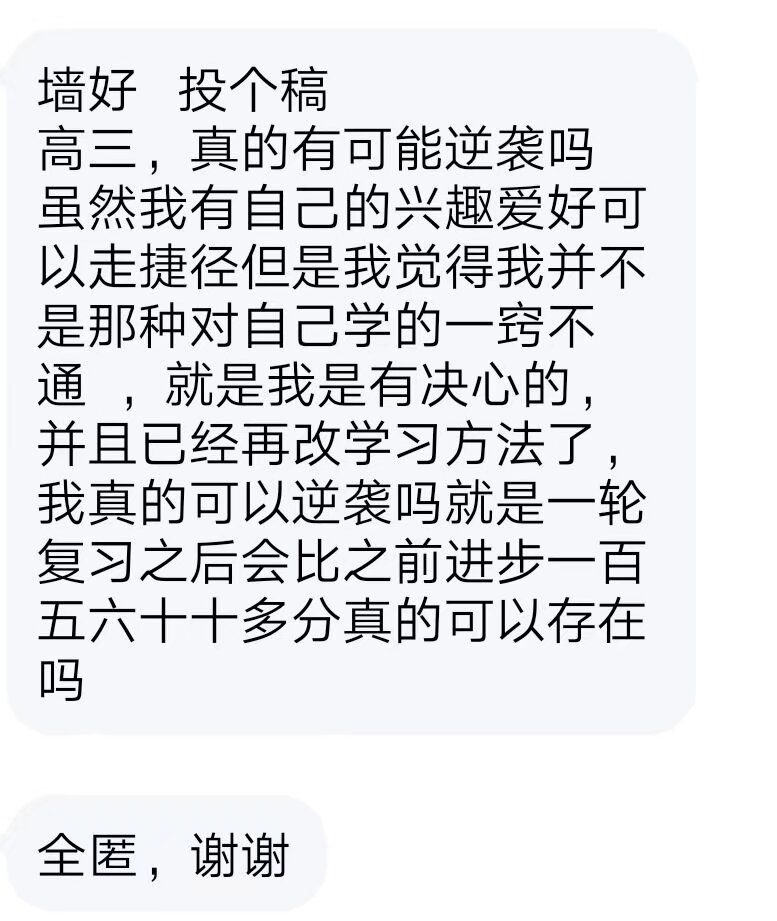 墙好 投个稿
高三，真的有可能逆袭吗
虽然我有自己的兴趣爱好可
以走捷径但是我觉得我并不
是那种对自己学的一窍不
通 ，就是我是有决心的，
并且已经再改学习方法了，
我真的可以逆袭吗就是一轮
复习之后会比之前进步一百
五六十十多分真的可以存在
吗
全匿，谢谢